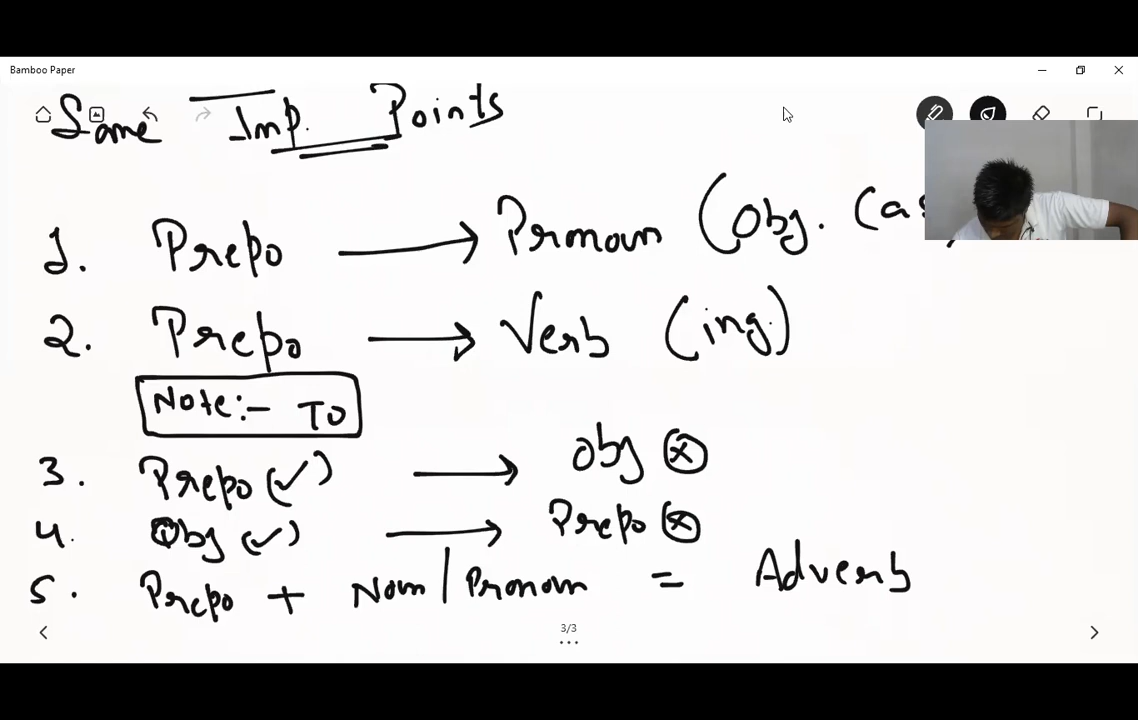 Bamboo Paper
Some Imp. Points
1. Prepo → Pronoun (Obj. Cas
2. Prepo → Verb (ing)
Note:- To
3. Prepo (✓) → obj ⊗
4. Obj (✓) → Prepo ⊗
5. Prepo + Noun / Pronoun = Adverb
3/3